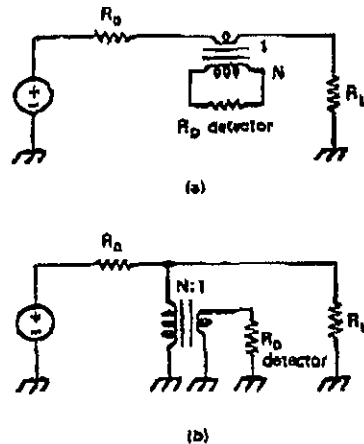 R₀
1
N
R_D detector
R_L
(a)
R₀
N:1
R_D
detector
R_L
(b)